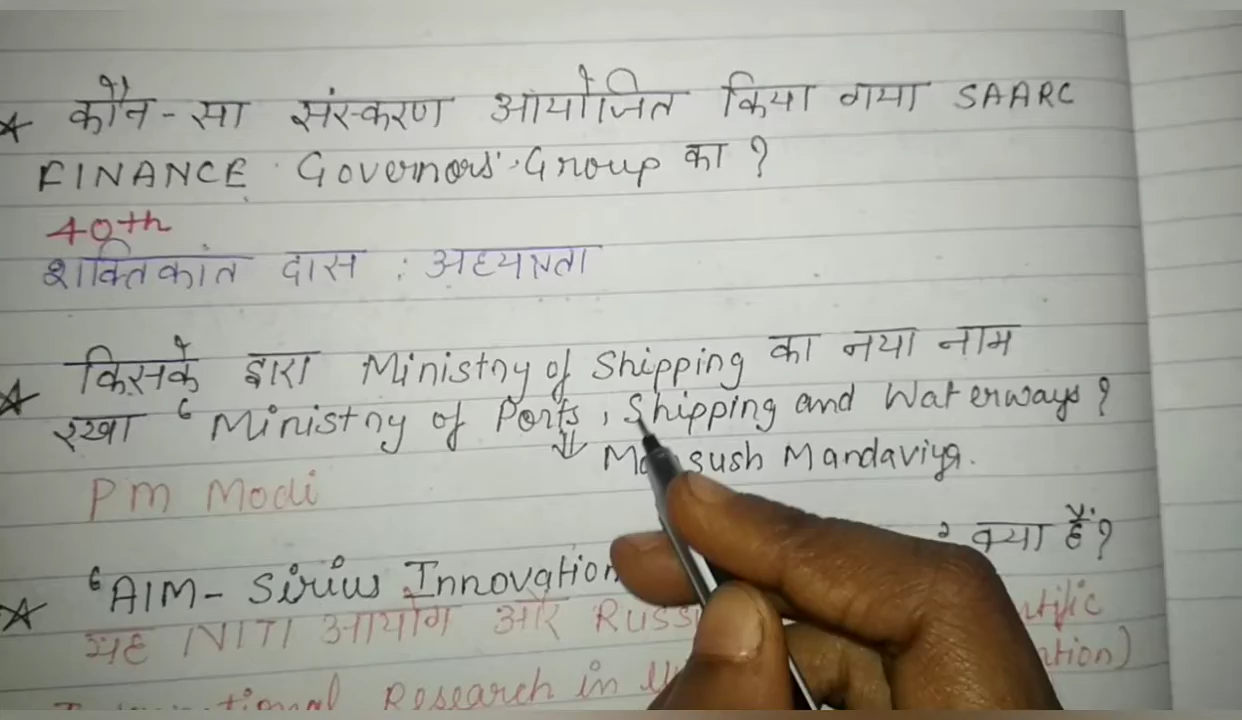 ★ कौन-सा संस्करण आयोजित किया गया SAARC
FINANCE Governors' Group का ?
40th
शक्तिकांत दास : अध्यक्षता
★ किसके द्वारा Ministry of Shipping का नया नाम
रखा ‘Ministry of Ports, Shipping and Waterways ?
⇓ sush Mandaviya.
PM Modi
★ ‘AIM- Sirius Innovation ’ क्या हैं?
यह NITI आयोग और Russ
Research in